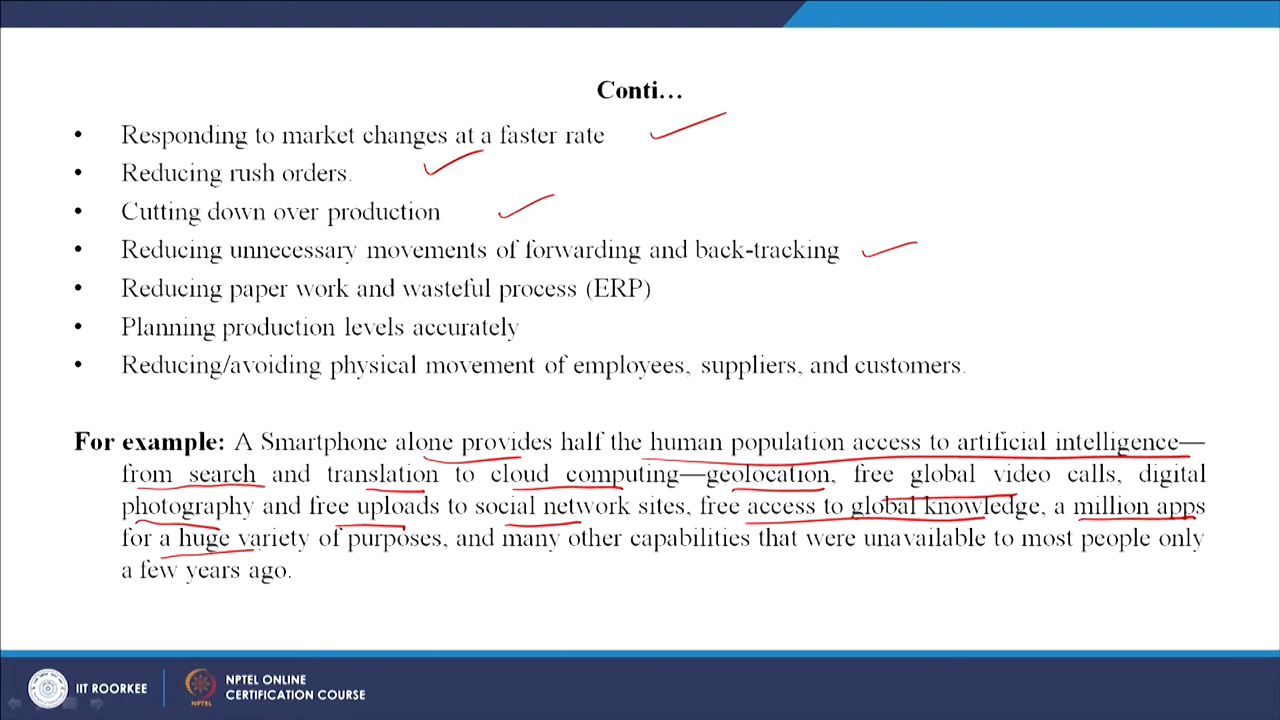 Conti…
• Responding to market changes at a faster rate
• Reducing rush orders.
• Cutting down over production
• Reducing unnecessary movements of forwarding and back-tracking
• Reducing paper work and wasteful process (ERP)
• Planning production levels accurately
• Reducing/avoiding physical movement of employees, suppliers, and customers.
For example: A Smartphone alone provides half the human population access to artificial intelligence—
from search and translation to cloud computing—geolocation, free global video calls, digital
photography and free uploads to social network sites, free access to global knowledge, a million apps
for a huge variety of purposes, and many other capabilities that were unavailable to most people only
a few years ago.
IIT ROORKEE
NPTEL
NPTEL ONLINE
CERTIFICATION COURSE